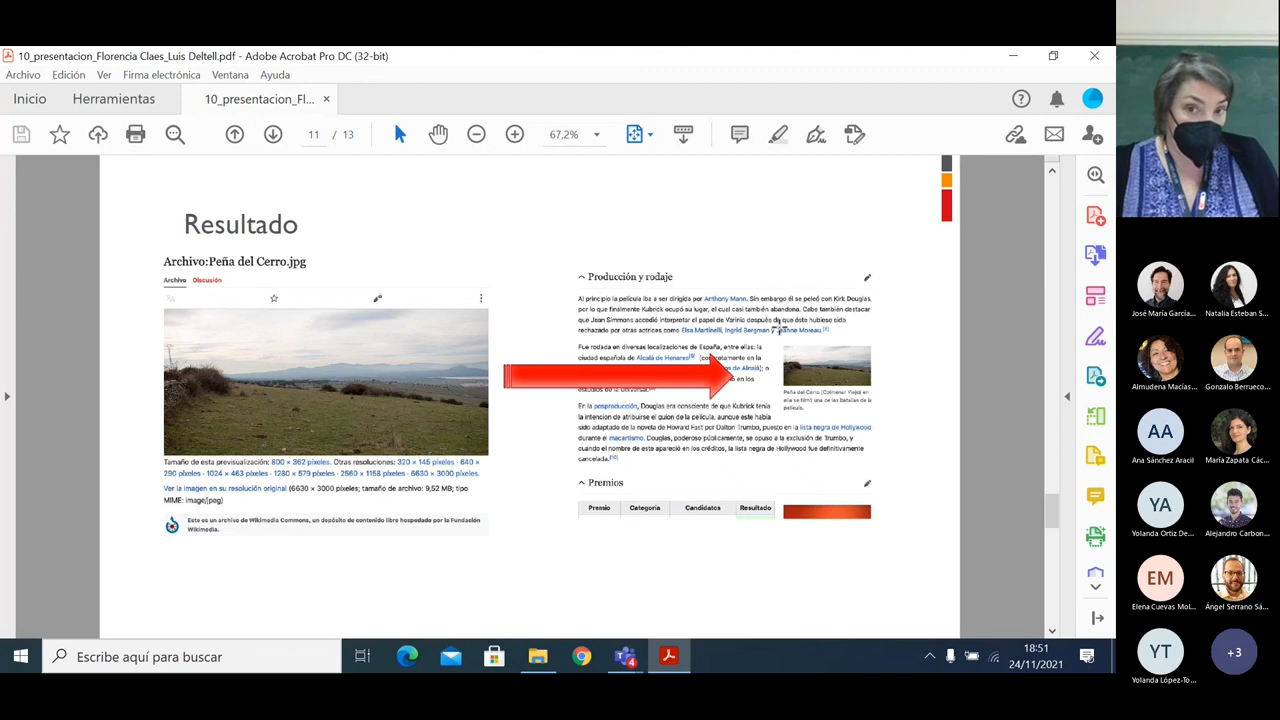 10_presentacion_Florencia Claes_Luis Deltell.pdf - Adobe Acrobat Pro DC (32-bit)
Archivo Edición Ver Firma electrónica Ventana Ayuda
Inicio Herramientas 10_presentacion_Fl... ×
11 / 13 67,2%
Resultado
Archivo:Peña del Cerro.jpg
Archivo Discusión
Tamaño de esta previsualización: 800 × 362 píxeles. Otras resoluciones: 320 × 145 píxeles · 640 ×
290 píxeles · 1024 × 463 píxeles · 1280 × 579 píxeles · 2560 × 1158 píxeles · 6630 × 3000 píxeles.
Ver la imagen en su resolución original (6630 × 3000 píxeles; tamaño de archivo: 9,52 MB; tipo
MIME: image/jpeg)
Este es un archivo de Wikimedia Commons, un depósito de contenido libre hospedado por la Fundación
Wikimedia.
Producción y rodaje
Al principio la película iba a ser dirigida por Anthony Mann. Sin embargo él se peleó con Kirk Douglas,
por lo que finalmente Kubrick ocupó su lugar, el cual casi también abandona. Cabe también destacar
que Jean Simmons accedió interpretar el papel de Varinia después de que éste hubiese sido
rechazado por otras actrices como Elsa Martinelli, Ingrid Bergman Jeanne Moreau.[8]
Fue rodada en diversas localizaciones de España, entre ellas: la
ciudad española de Alcalá de Henares[9] (concretamente en la
de Alcalá); o
en los
estudios de la Universal.
En la posproducción, Douglas era consciente de que Kubrick tenía
la intención de atribuirse el guion de la película, aunque este había
sido adaptado de la novela de Howard Fast por Dalton Trumbo, puesto en la lista negra de Hollywood
durante el macartismo. Douglas, poderoso públicamente, se opuso a la exclusión de Trumbo, y
cuando el nombre de este apareció en los créditos, la lista negra de Hollywood fue definitivamente
cancelada.[10]
Peña del Cerro (Colmenar Viejo) en
ella se filmó una de las batallas de la
película.
Premios
Premio Categoría Candidatos Resultado
José María García...
Natalia Esteban S...
Almudena Macías...
Gonzalo Berrueco...
AA
Ana Sánchez Aracil
María Zapata Các...
YA
Yolanda Ortiz De...
Alejandro Carbon...
EM
Elena Cuevas Mol...
Ángel Serrano Sá...
YT
Yolanda López-To...
+3
Escribe aquí para buscar
4
18:51
24/11/2021